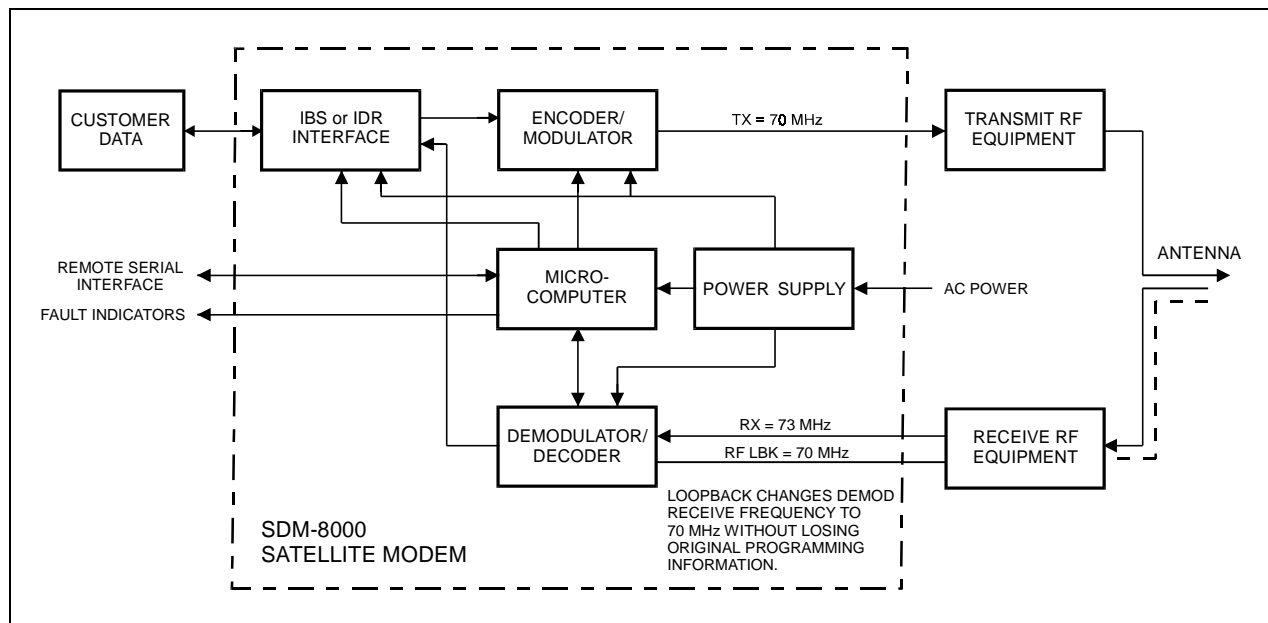 CUSTOMER
DATA
IBS or IDR
INTERFACE
ENCODER/
MODULATOR
TX = 70 MHz
TRANSMIT RF
EQUIPMENT
ANTENNA
REMOTE SERIAL
INTERFACE
FAULT INDICATORS
MICRO-
COMPUTER
POWER SUPPLY
AC POWER
DEMODULATOR/
DECODER
RX = 73 MHz
RF LBK = 70 MHz
RECEIVE RF
EQUIPMENT
LOOPBACK CHANGES DEMOD
RECEIVE FREQUENCY TO
70 MHz WITHOUT LOSING
ORIGINAL PROGRAMMING
INFORMATION.
SDM-8000
SATELLITE MODEM